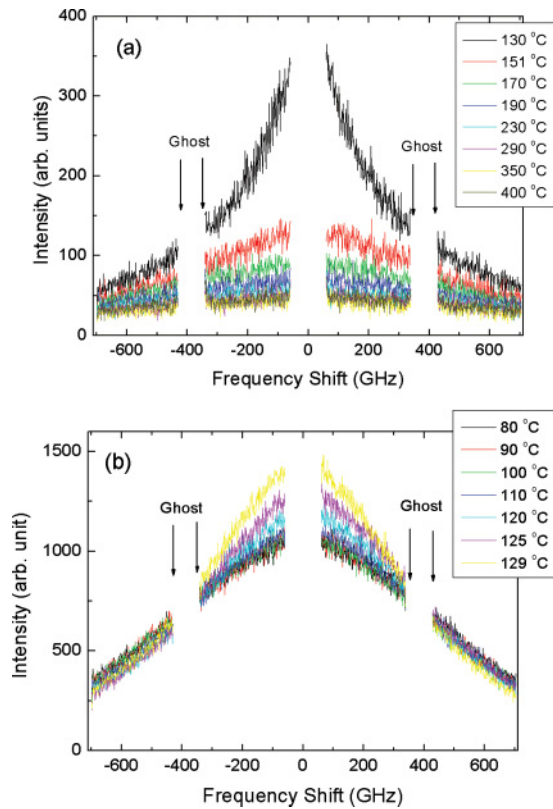 (a)
400
300
200
100
0
Intensity (arb. units)
Ghost
Ghost
130 °C
151 °C
170 °C
190 °C
230 °C
290 °C
350 °C
400 °C
-600 -400 -200 0 200 400 600
Frequency Shift (GHz)
(b)
1500
1000
500
0
Intensity (arb. unit)
Ghost
Ghost
80 °C
90 °C
100 °C
110 °C
120 °C
125 °C
129 °C
-600 -400 -200 0 200 400 600
Frequency Shift (GHz)